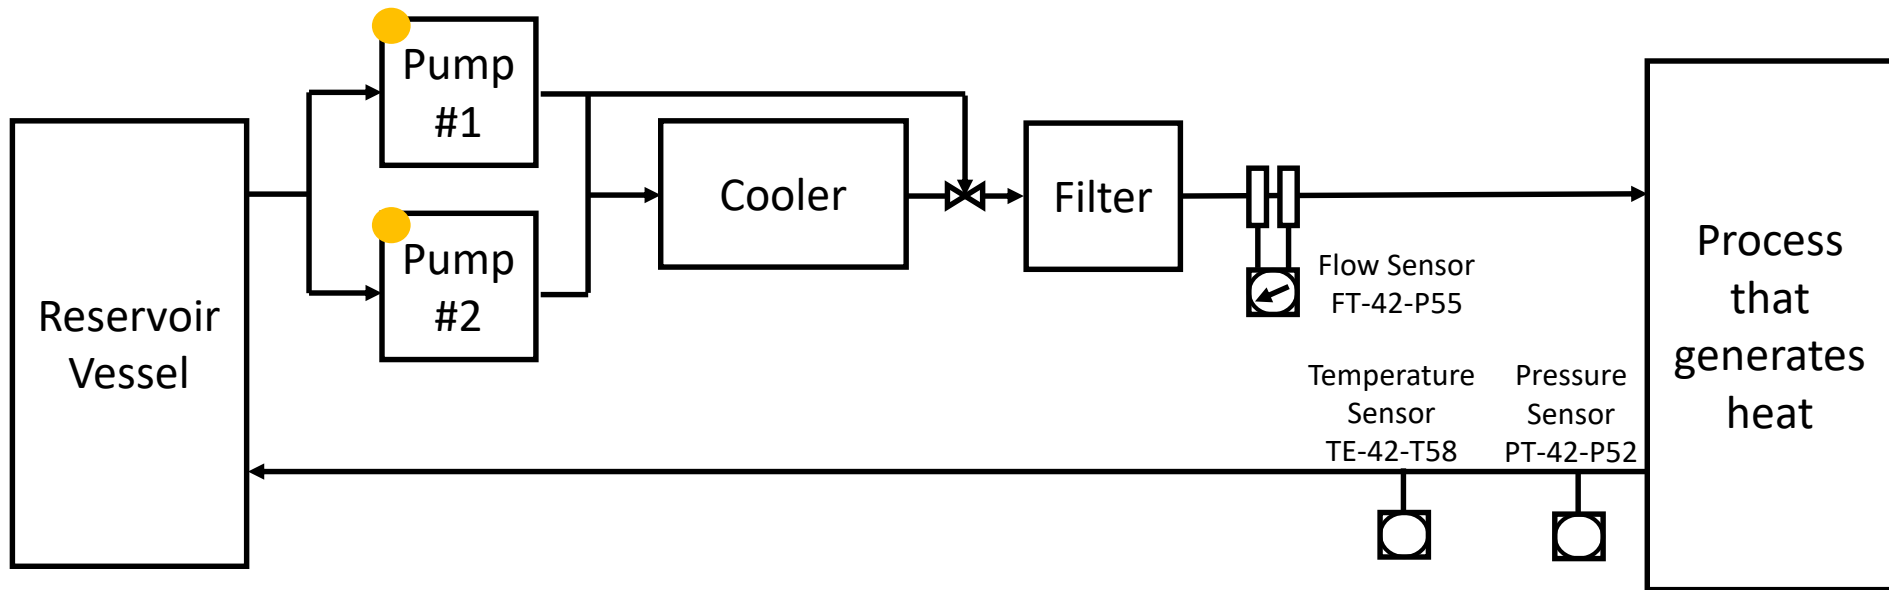 Reservoir
Vessel
Pump
#1
Pump
#2
Cooler
Filter
Flow Sensor
FT-42-P55
Temperature
Sensor
TE-42-T58
Pressure
Sensor
PT-42-P52
Process
that
generates
heat